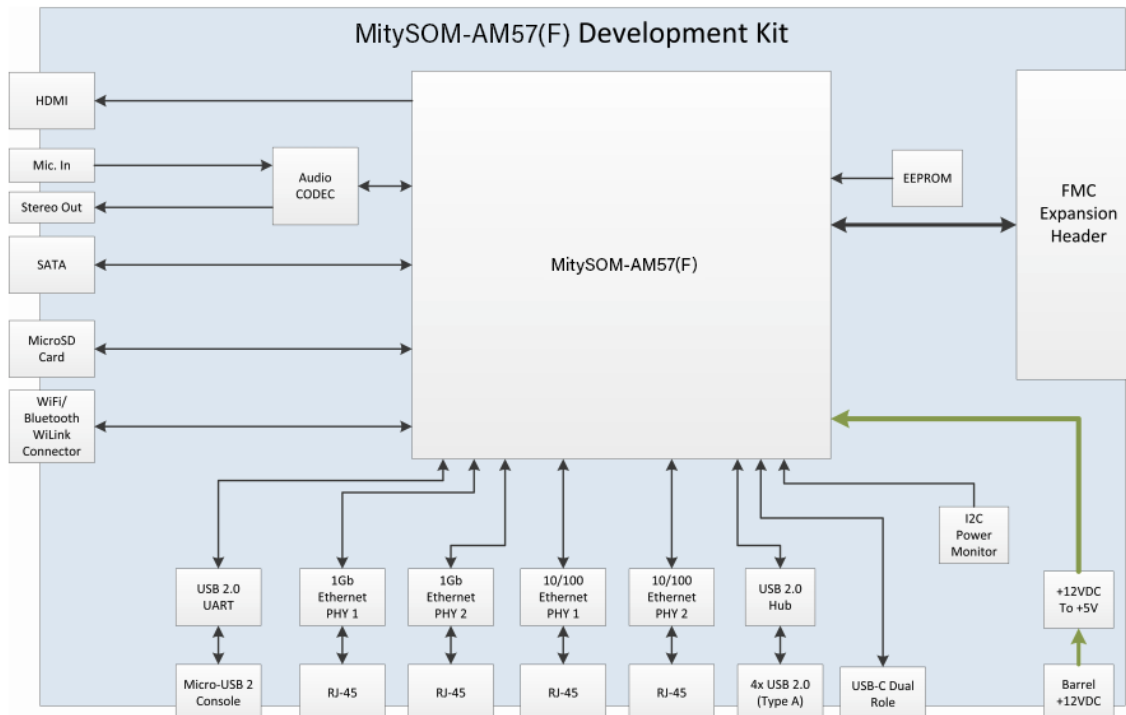 MitySOM-AM57(F) Development Kit
HDMI
Mic. In
Stereo Out
Audio
CODEC
SATA
MicroSD
Card
WiFi/
Bluetooth
WiLink
Connector
MitySOM-AM57(F)
EEPROM
FMC
Expansion
Header
I2C
Power
Monitor
USB 2.0
UART
1Gb
Ethernet
PHY 1
1Gb
Ethernet
PHY 2
10/100
Ethernet
PHY 1
10/100
Ethernet
PHY 2
USB 2.0
Hub
+12VDC
To +5V
Micro-USB 2
Console
RJ-45
RJ-45
RJ-45
RJ-45
4x USB 2.0
(Type A)
USB-C Dual
Role
Barrel
+12VDC